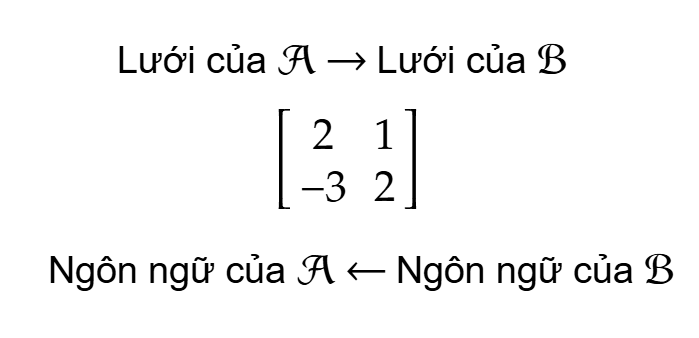 Lưới của 𝒜 → Lưới của ℬ
2 1
−3 2
Ngôn ngữ của 𝒜 ← Ngôn ngữ của ℬ